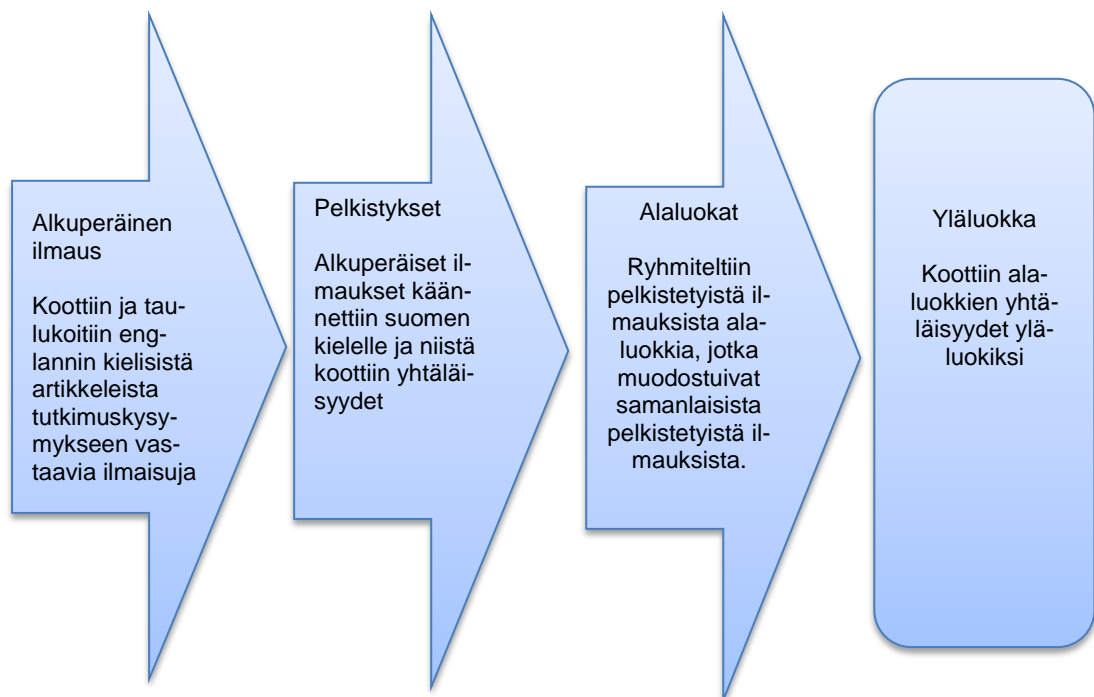 Alkuperäinen
ilmaus
Koottiin ja tau-
lukoitiin eng-
lannin kielisistä
artikkeleista
tutkimuskysy-
mykseen vas-
taavia ilmaisuja
Pelkistykset
Alkuperäiset il-
maukset kään-
nettiin suomen
kielelle ja niistä
koottiin yhtäläi-
syydet
Alaluokat
Ryhmiteltiin
pelkistetyistä il-
mauksista ala-
luokkia, jotka
muodostuivat
samanlaisista
pelkistetyistä il-
mauksista.
Yläluokka
Koottiin ala-
luokkien yhtä-
läisyydet ylä-
luokiksi